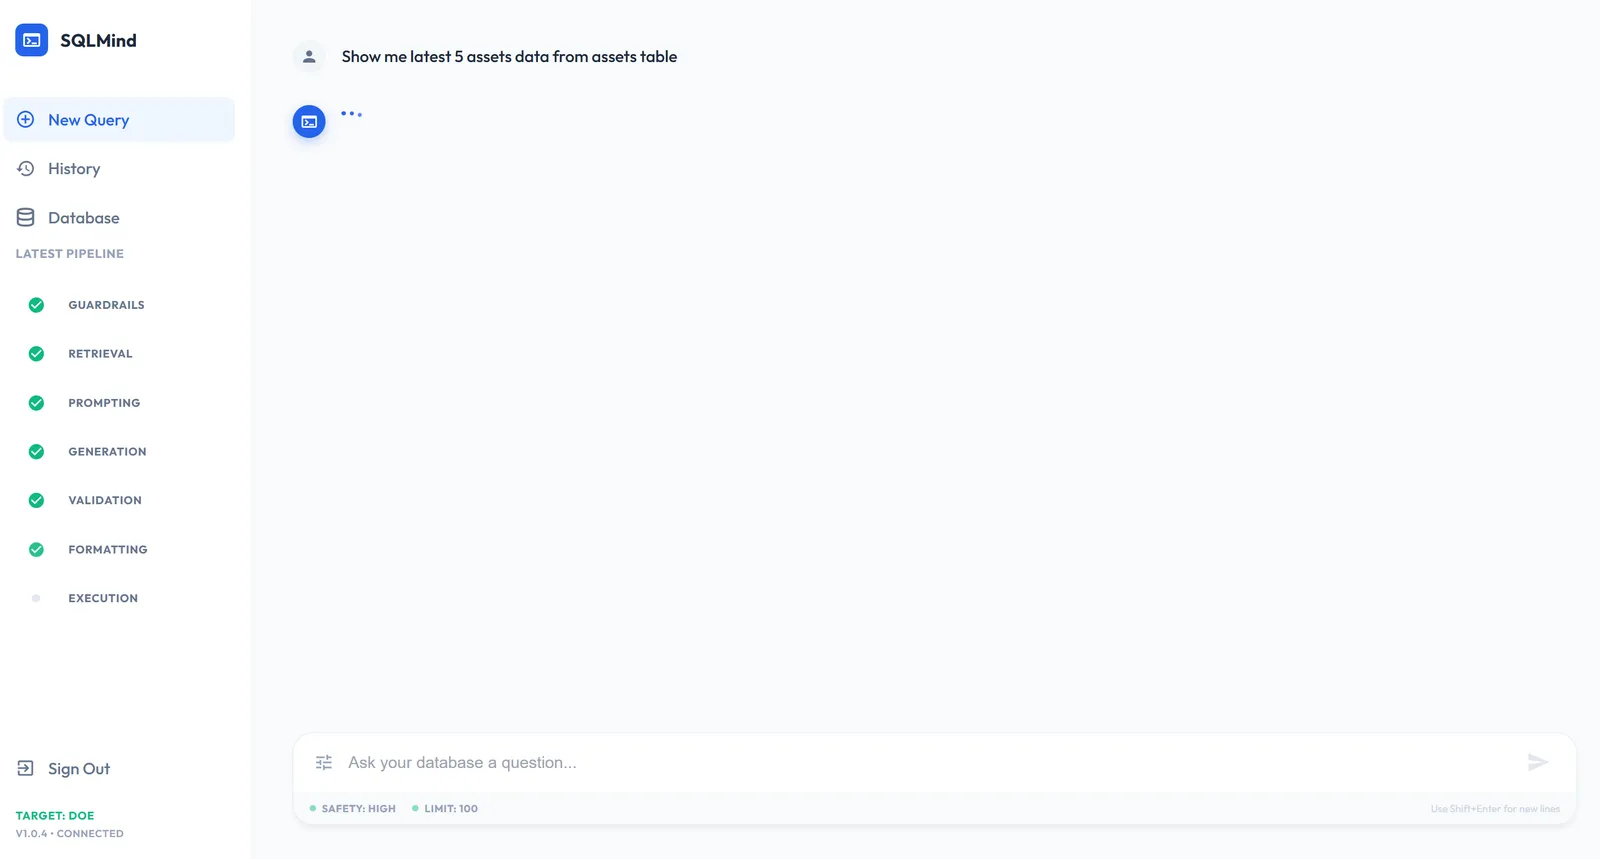 SQLMind
New Query
History
Database
LATEST PIPELINE
GUARDRAILS
RETRIEVAL
PROMPTING
GENERATION
VALIDATION
FORMATTING
EXECUTION
Sign Out
TARGET: DOE
V1.0.4 • CONNECTED
Show me latest 5 assets data from assets table
Ask your database a question...
SAFETY: HIGH
LIMIT: 100
Use Shift+Enter for new lines